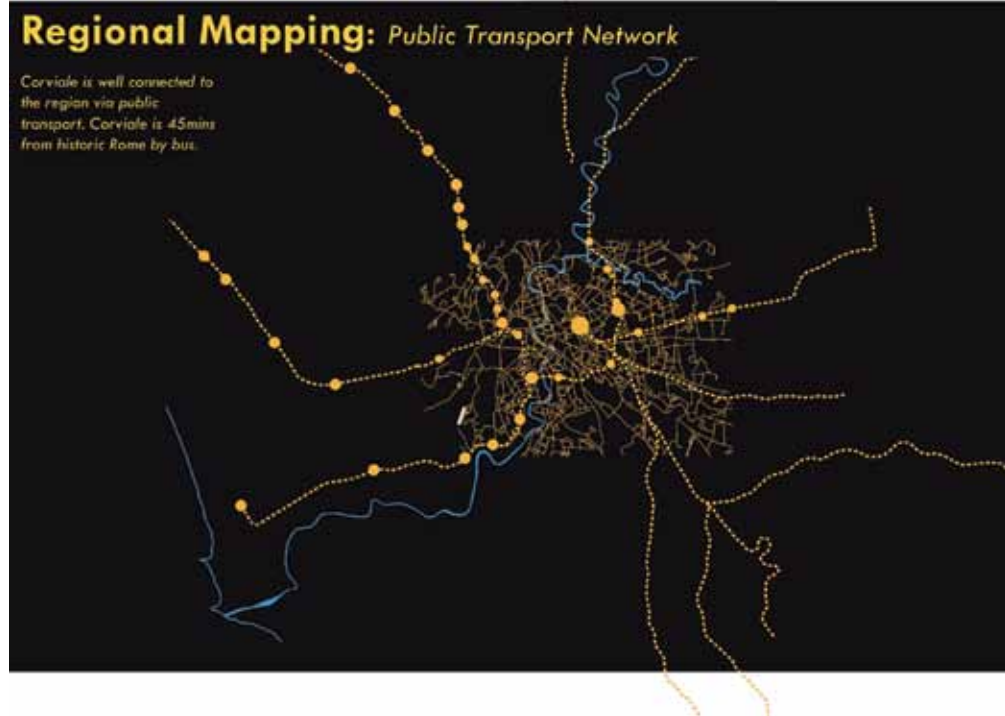 Regional Mapping: Public Transport Network
Corviale is well connected to
the region via public
transport. Corviale is 45mins
from historic Rome by bus.